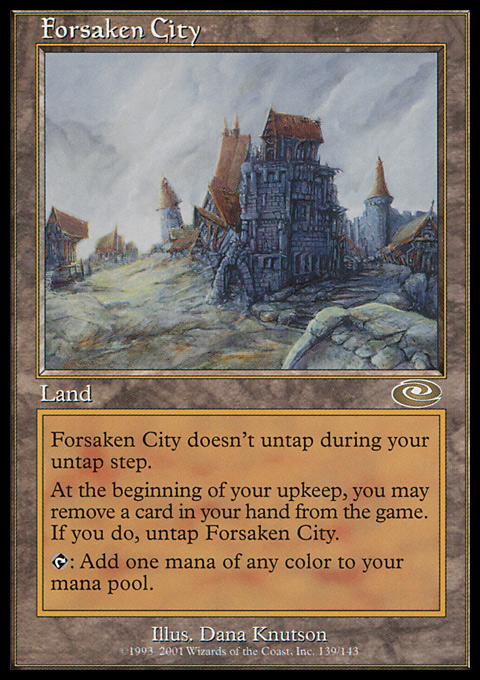 Forsaken City
Land
Forsaken City doesn't untap during your
untap step.
At the beginning of your upkeep, you may
remove a card in your hand from the game.
If you do, untap Forsaken City.
: Add one mana of any color to your
mana pool.
Illus. Dana Knutson
©1993-2001 Wizards of the Coast, Inc. 139/143